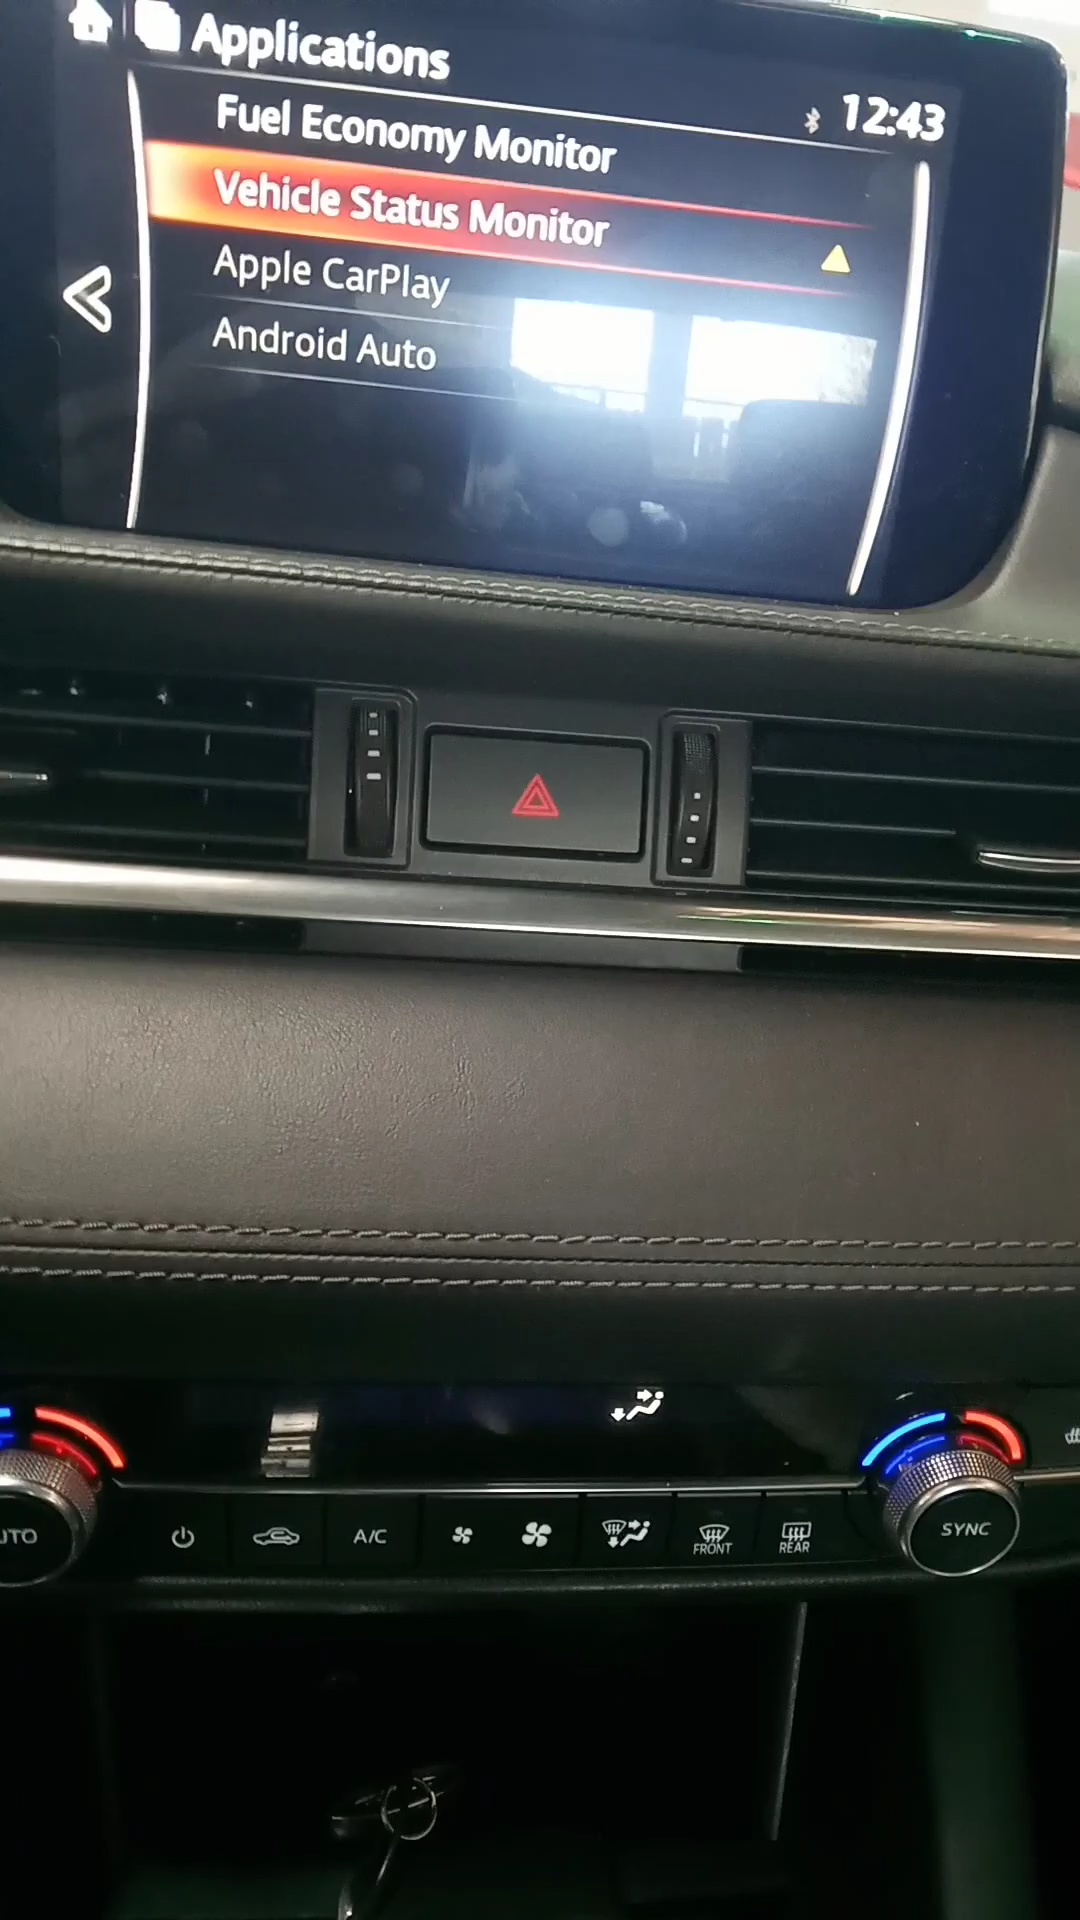 Applications
12:43
Fuel Economy Monitor
Vehicle Status Monitor
Apple CarPlay
Android Auto
A/C
FRONT
REAR
SYNC